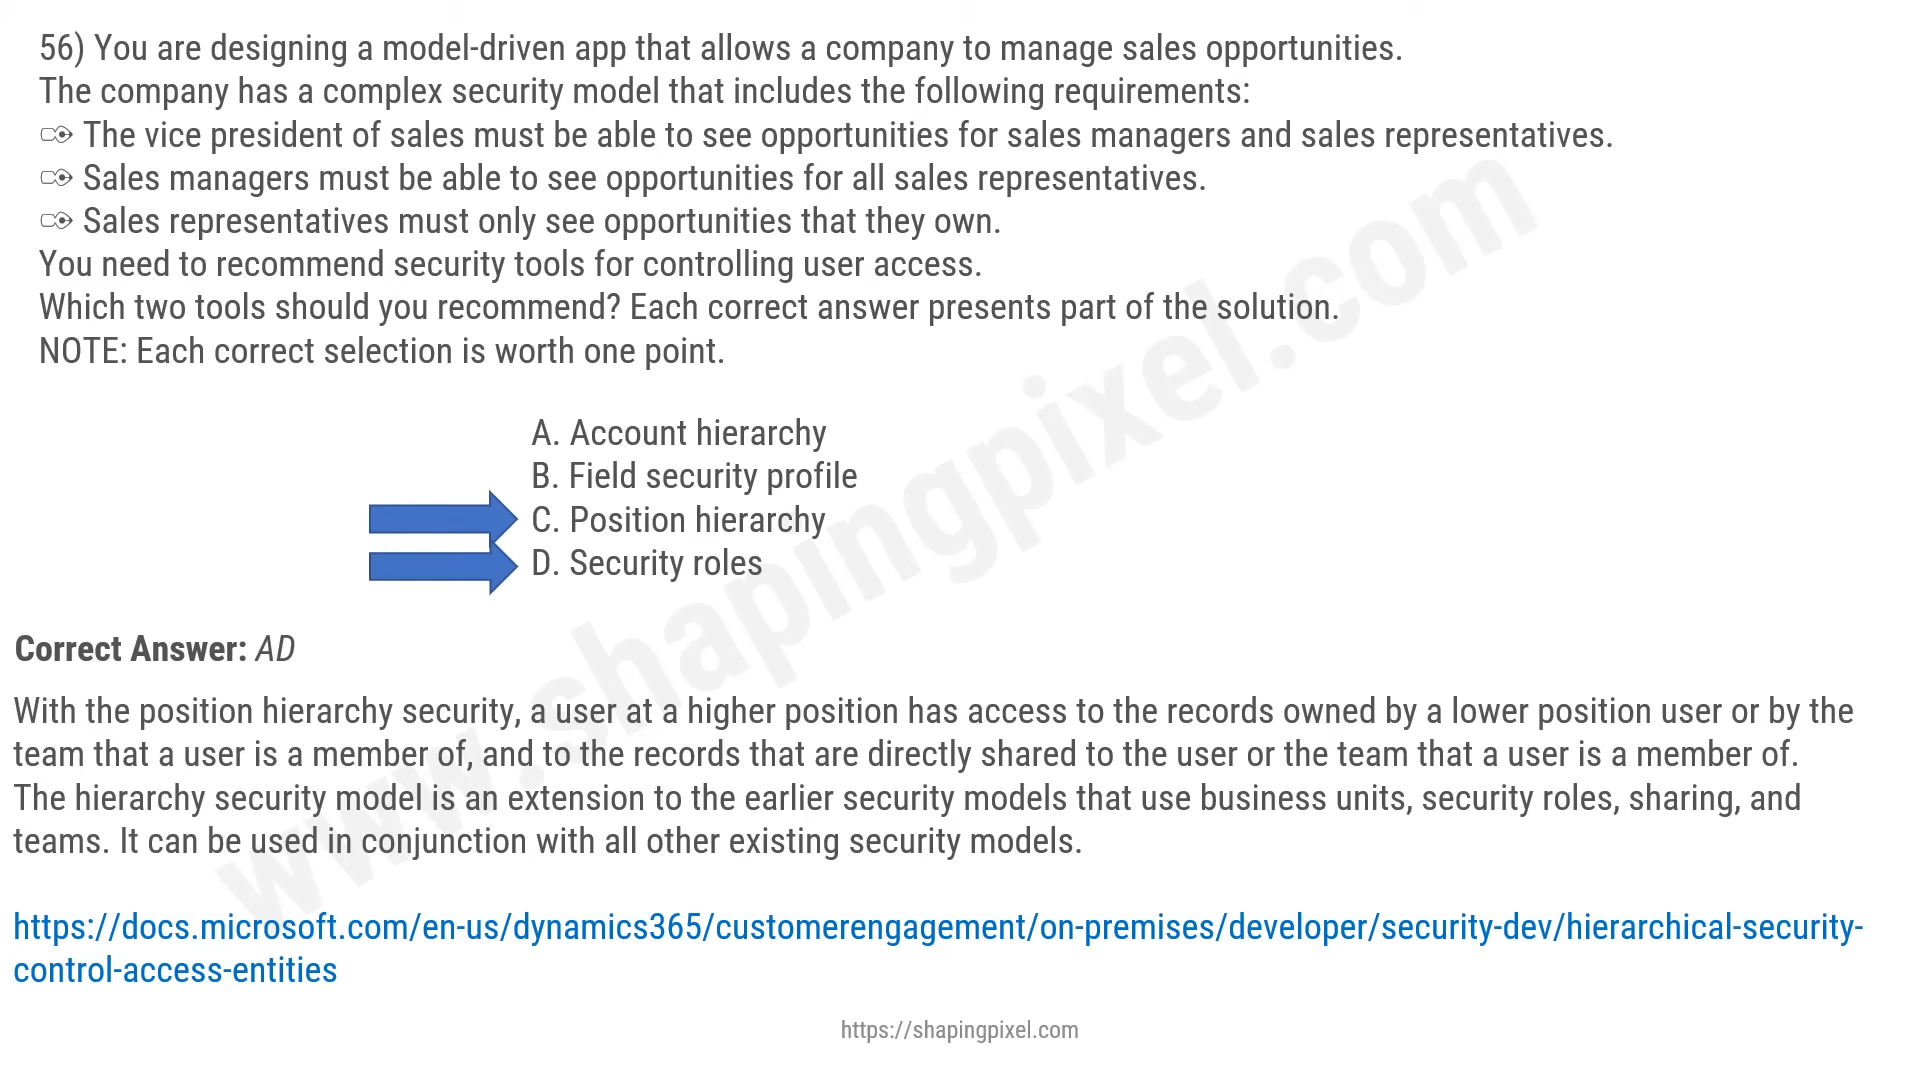 56) You are designing a model-driven app that allows a company to manage sales opportunities.
The company has a complex security model that includes the following requirements:
✑ The vice president of sales must be able to see opportunities for sales managers and sales representatives.
✑ Sales managers must be able to see opportunities for all sales representatives.
✑ Sales representatives must only see opportunities that they own.
You need to recommend security tools for controlling user access.
Which two tools should you recommend? Each correct answer presents part of the solution.
NOTE: Each correct selection is worth one point.
A. Account hierarchy
B. Field security profile
C. Position hierarchy
D. Security roles
Correct Answer: AD
With the position hierarchy security, a user at a higher position has access to the records owned by a lower position user or by the
team that a user is a member of, and to the records that are directly shared to the user or the team that a user is a member of.
The hierarchy security model is an extension to the earlier security models that use business units, security roles, sharing, and
teams. It can be used in conjunction with all other existing security models.
https://docs.microsoft.com/en-us/dynamics365/customerengagement/on-premises/developer/security-dev/hierarchical-security-
control-access-entities
https://shapingpixel.com
www.shapingpixel.com